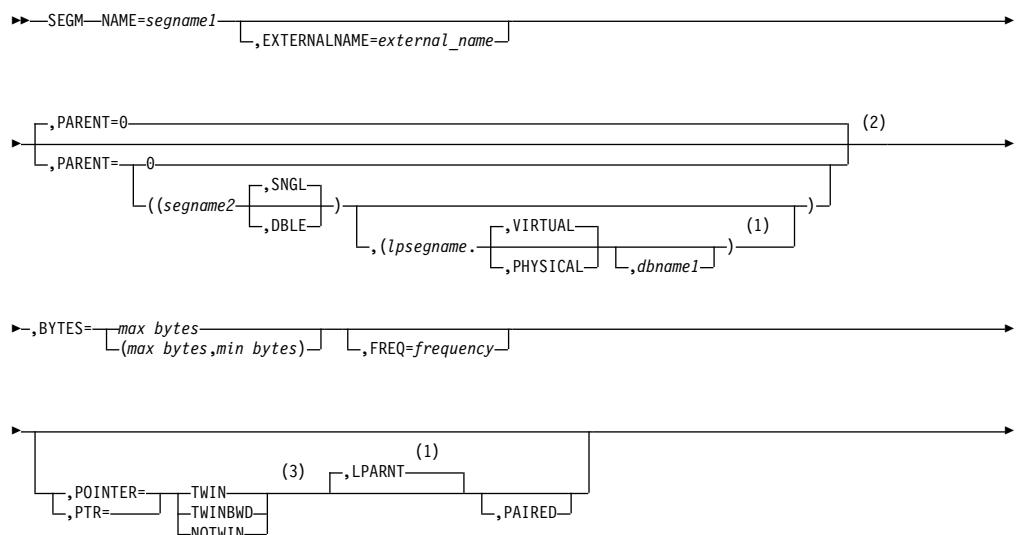 SEGM NAME=segname1
,EXTERNALNAME=external_name
,PARENT=0 (2)
,PARENT= 0
,SNGL
((segname2 )
,DBLE
,VIRTUAL (1)
,(lpsegname. )
,PHYSICAL ,dbname1
)
,BYTES= max bytes
(max bytes,min bytes) ,FREQ=frequency
(1)
(3) ,LPARNT
,POINTER= TWIN
,PTR= TWINBWD ,PAIRED
NOTWIN